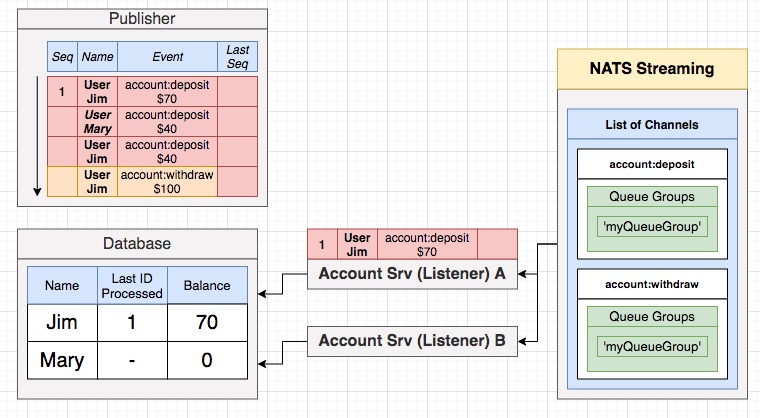 Publisher
Seq Name Event Last
Seq
1 User
Jim account:deposit
$70
User
Mary account:deposit
$40
User
Jim account:deposit
$40
User
Jim account:withdraw
$100
NATS Streaming
List of Channels
account:deposit
Queue Groups
'myQueueGroup'
account:withdraw
Queue Groups
'myQueueGroup'
Database
Name Last ID
Processed Balance
Jim 1 70
Mary - 0
1 User
Jim account:deposit
$70
Account Srv (Listener) A
Account Srv (Listener) B